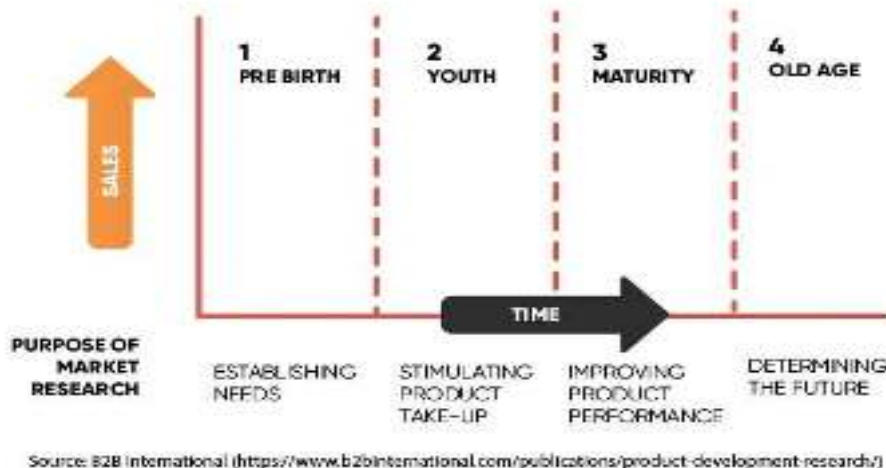 1
PRE BIRTH
2
YOUTH
3
MATURITY
4
OLD AGE
SALES
TIME
PURPOSE OF
MARKET
RESEARCH
ESTABLISHING
NEEDS
STIMULATING
PRODUCT
TAKE-UP
IMPROVING
PRODUCT
PERFORMANCE
DETERMINING
THE FUTURE
Source: B2B International (https://www.b2binternational.com/publications/product-development-research/)